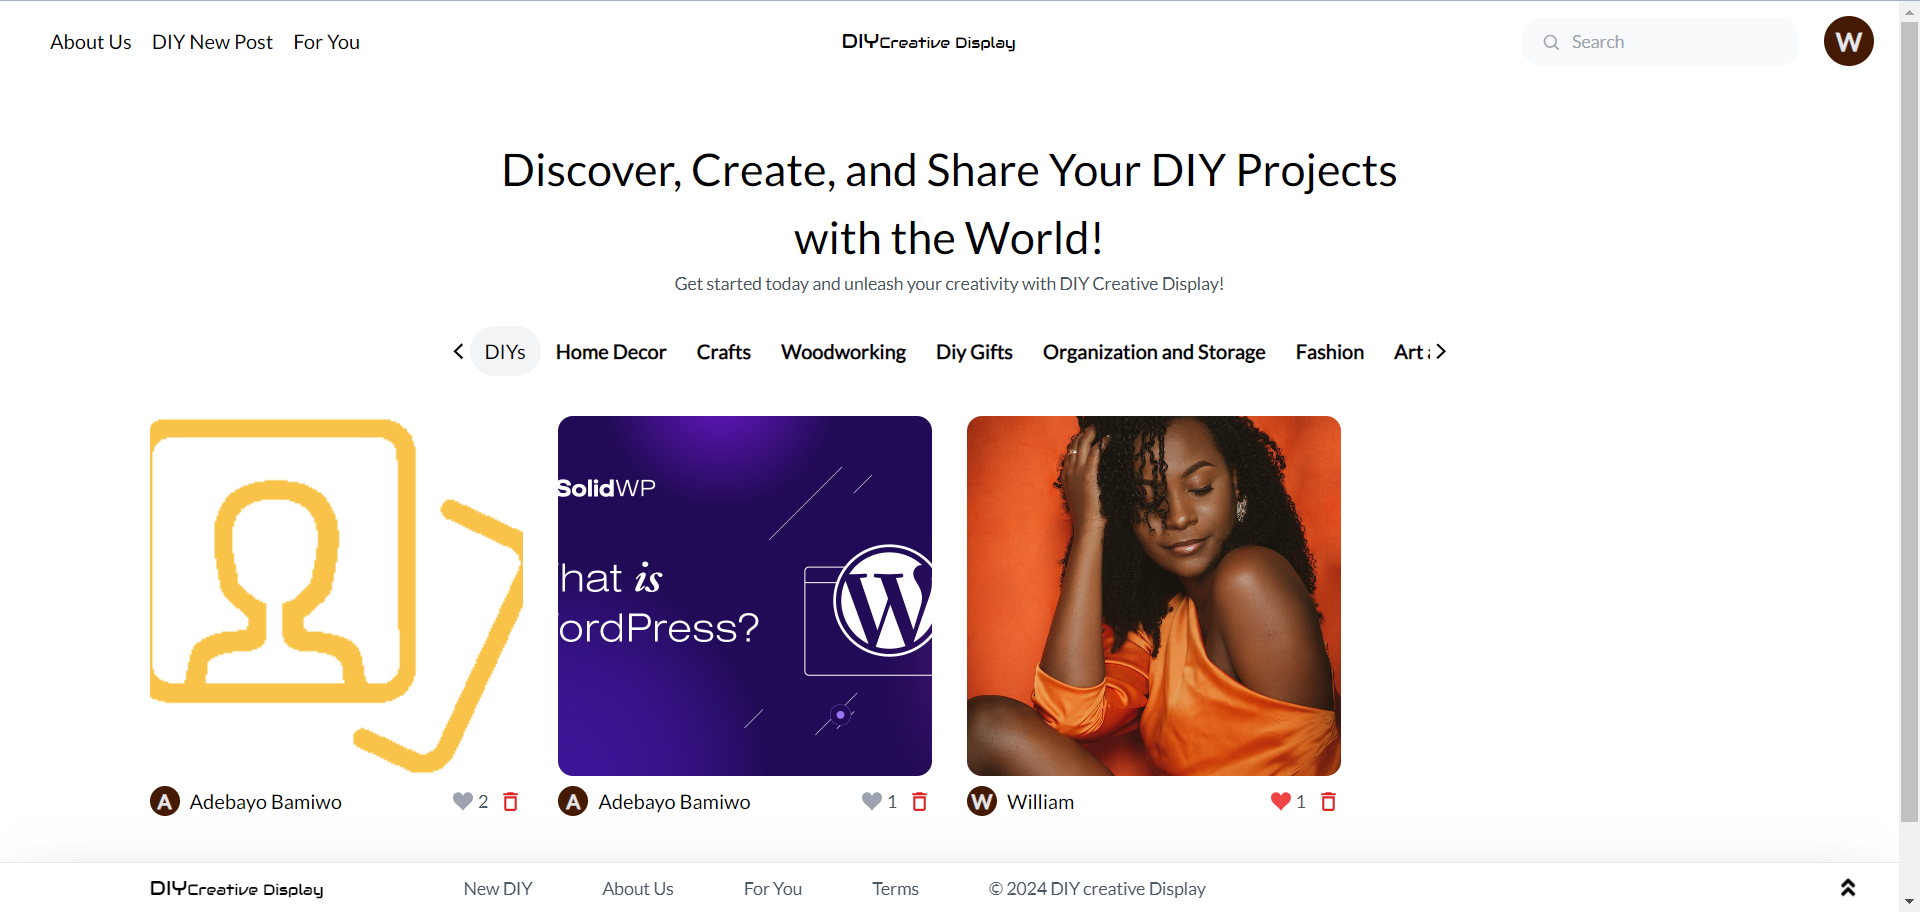 About Us DIY New Post For You
DIYCreative Display
Search
W
Discover, Create, and Share Your DIY Projects
with the World!
Get started today and unleash your creativity with DIY Creative Display!
DIYs Home Decor Crafts Woodworking Diy Gifts Organization and Storage Fashion Art
SolidWP
hat is
ordPress?
W
A Adebayo Bamiwo 2
A Adebayo Bamiwo 1
W William 1
DIYCreative Display New DIY About Us For You Terms © 2024 DIY creative Display